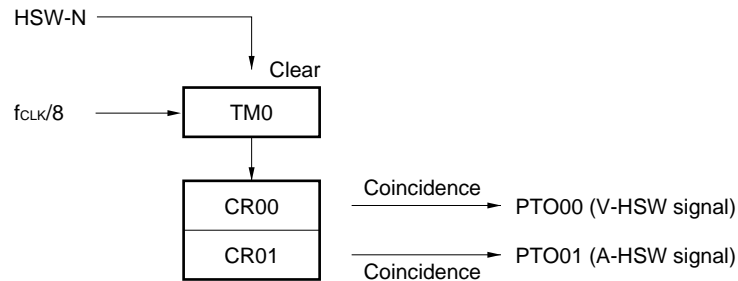 HSW-N
Clear
fCLK/8
TM0
CR00
Coincidence
PTO00 (V-HSW signal)
CR01
Coincidence
PTO01 (A-HSW signal)